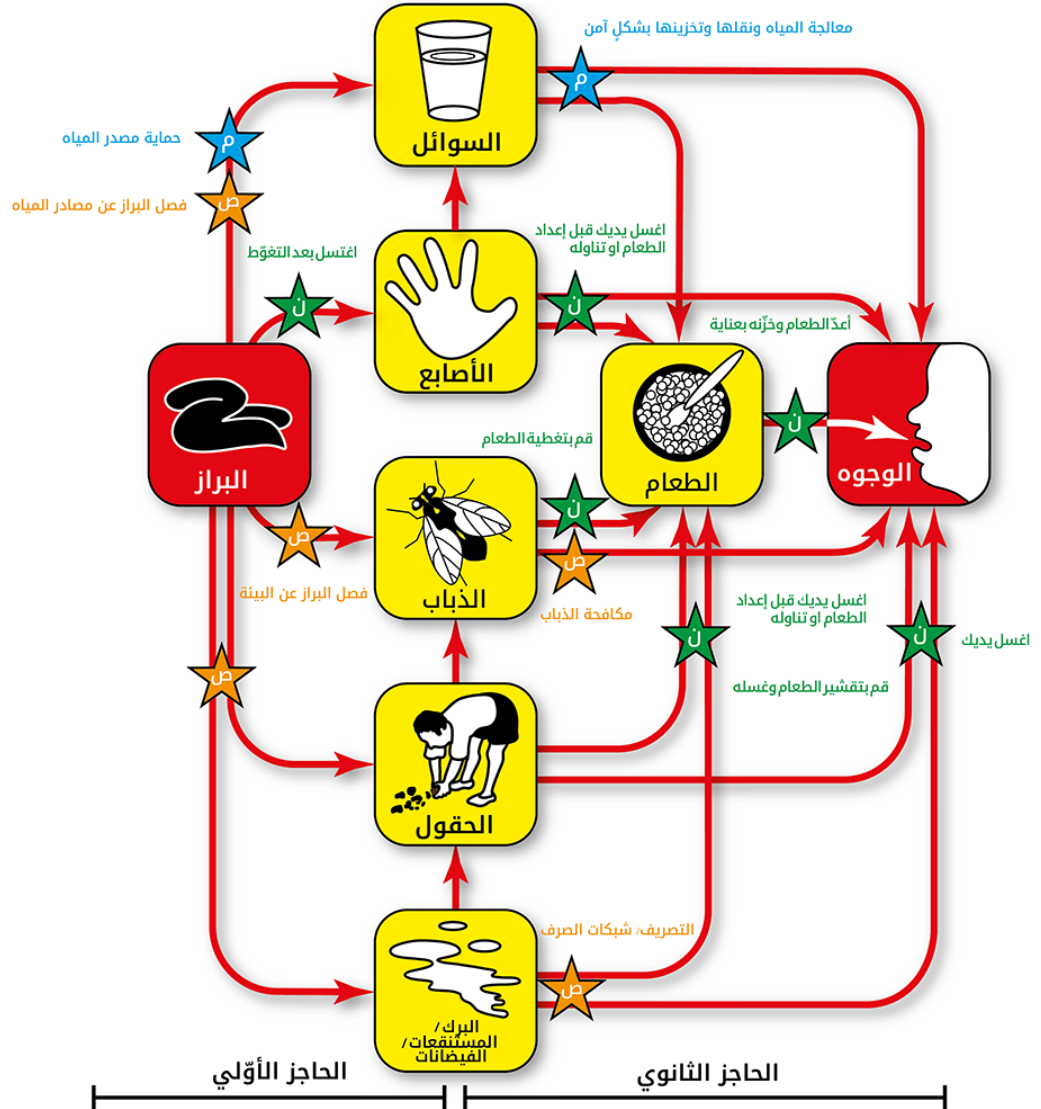 معالجة المياه ونقلها وتخزينها بشكلٍ آمن
م
السوائل
م
حماية مصدر المياه
ص
فصل البراز عن مصادر المياه
اغسل يديك قبل إعداد
الطعام او تناوله
اغتسل بعد التغوّط
ن
ن
أعدّ الطعام وخزّنه بعناية
الأصابع
ن
الوجوه
الطعام
البراز
قم بتغطية الطعام
ن
ص
ص
الذباب
فصل البراز عن البيئة
مكافحة الذباب
اغسل يديك قبل إعداد
الطعام او تناوله
ن
ن
اغسل يديك
ص
قم بتقشير الطعام وغسله
الحقول
التصريف/ شبكات الصرف
ص
البرك/
المستنقعات/
الفيضانات
الحاجز الثانوي
الحاجز الأوّلي